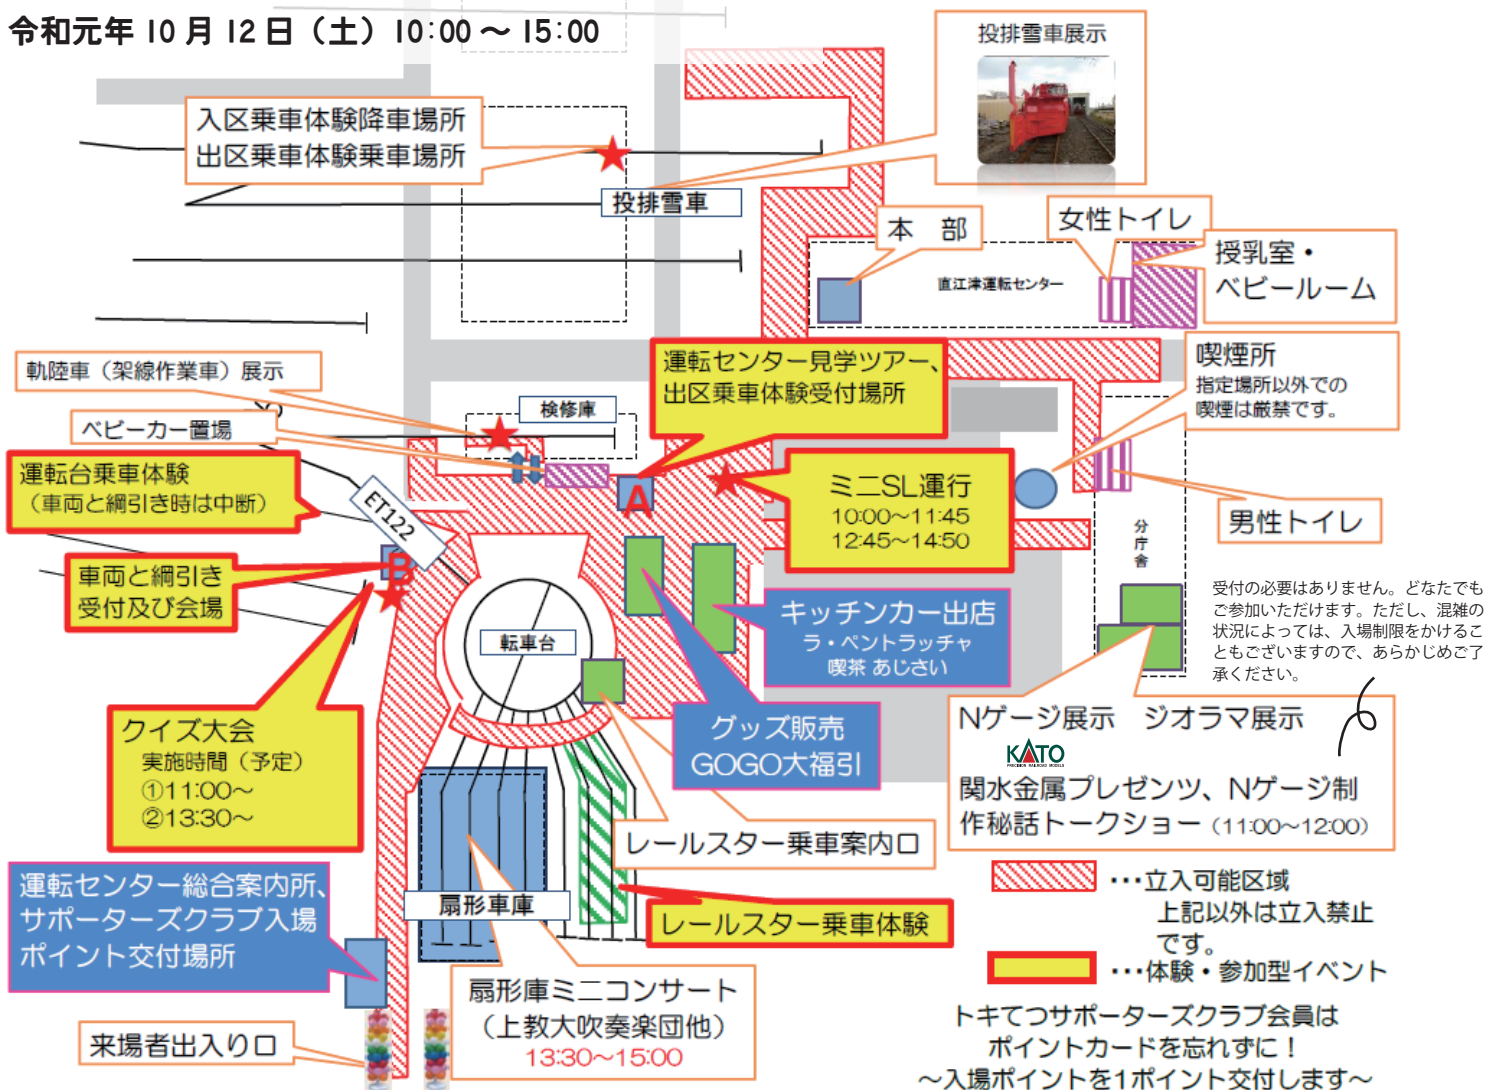 令和元年 10 月 12 日（土）10:00 ～ 15:00
投排雪車展示
入区乗車体験降車場所
出区乗車体験乗車場所
投排雪車
本　部
女性トイレ
授乳室・
ベビールーム
直江津運転センター
軌陸車（架線作業車）展示
検修庫
運転センター見学ツアー、
出区乗車体験受付場所
喫煙所
指定場所以外での
喫煙は厳禁です。
ベビーカー置場
運転台乗車体験
（車両と綱引き時は中断）
ET122
A
ミニSL運行
10:00～11:45
12:45～14:50
男性トイレ
分庁舎
B
車両と綱引き
受付及び会場
転車台
キッチンカー出店
ラ・ペントラッチャ
喫茶 あじさい
受付の必要はありません。どなたでも
ご参加いただけます。ただし、混雑の
状況によっては、入場制限をかけるこ
ともございますので、あらかじめご了
承ください。
クイズ大会
実施時間（予定）
①11:00～
②13:30～
グッズ販売
GOGO大福引
Nゲージ展示　ジオラマ展示
KATO
PRECISION RAILROAD MODELS
関水金属プレゼンツ、Nゲージ制
作秘話トークショー（11:00～12:00）
レールスター乗車案内口
運転センター総合案内所、
サポーターズクラブ入場
ポイント交付場所
扇形車庫
レールスター乗車体験
･･･立入可能区域
上記以外は立入禁止
です。
･･･体験・参加型イベント
扇形庫ミニコンサート
（上教大吹奏楽団他）
13:30～15:00
来場者出入り口
トキてつサポーターズクラブ会員は
ポイントカードを忘れずに！
～入場ポイントを1ポイント交付します～